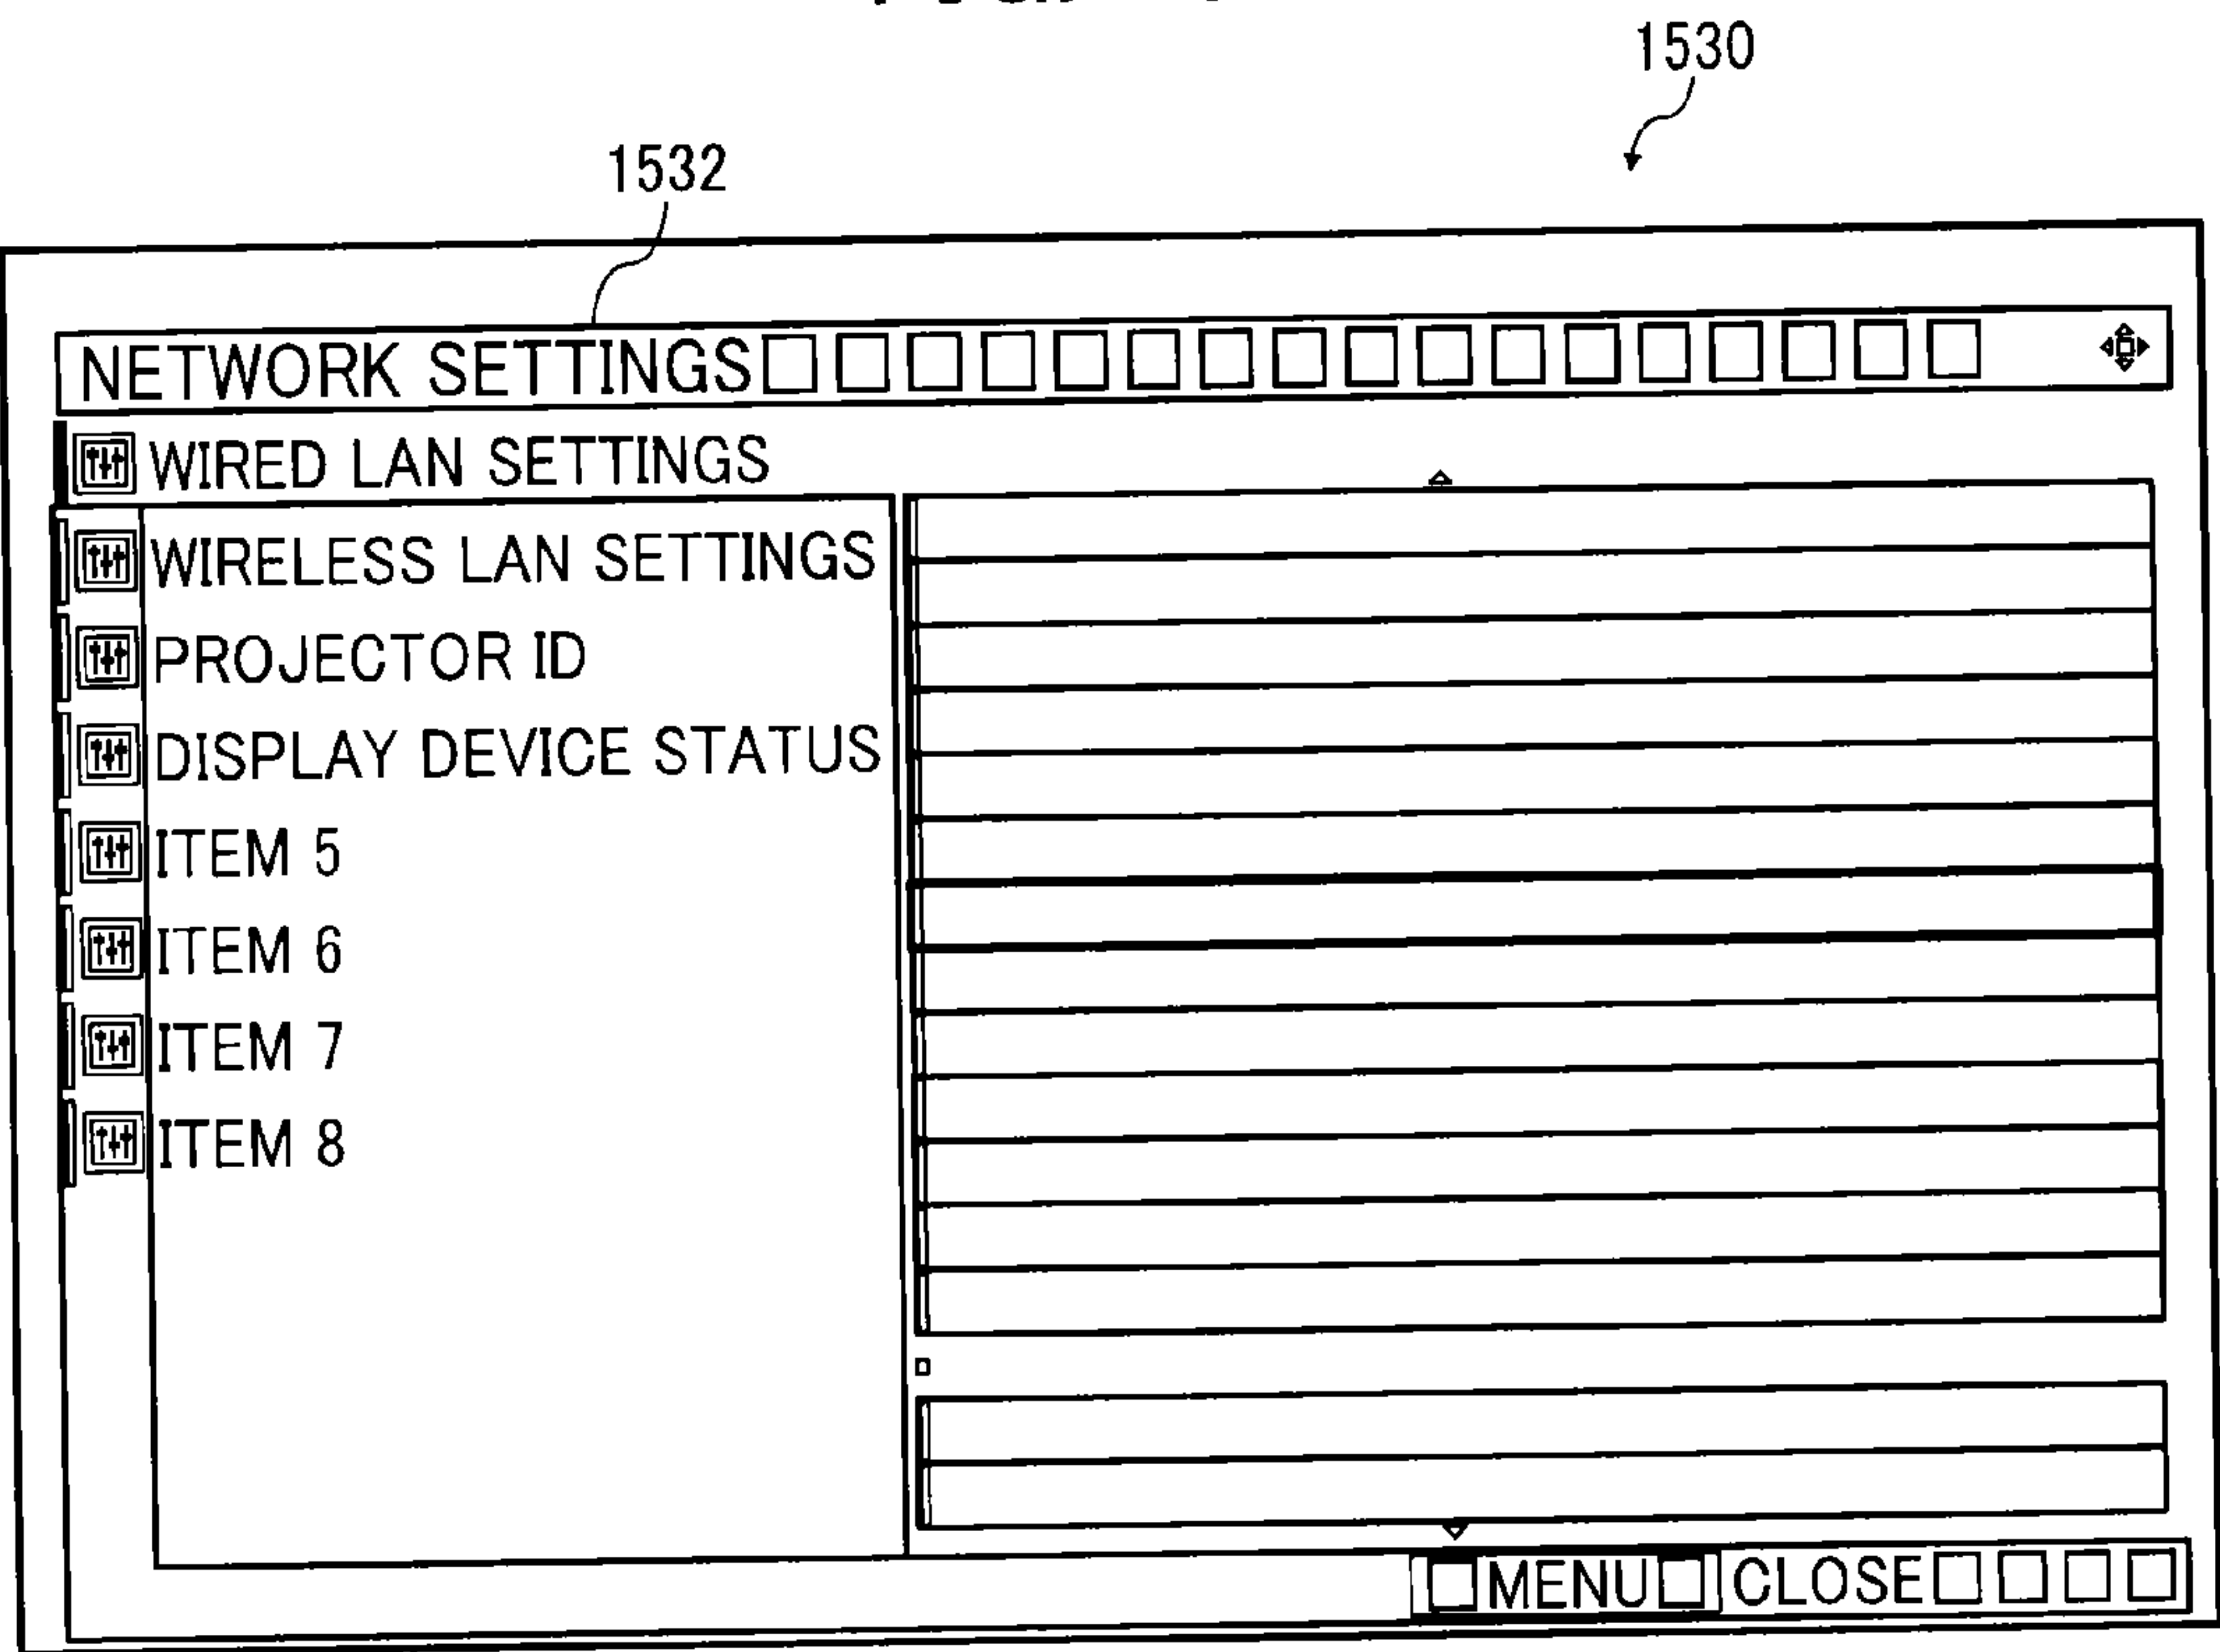 1530
1532
NETWORK SETTINGS□□□□□□□□□□□□□□□□□
WIRED LAN SETTINGS
WIRELESS LAN SETTINGS
PROJECTOR ID
DISPLAY DEVICE STATUS
ITEM 5
ITEM 6
ITEM 7
ITEM 8
□MENU□ CLOSE□□□□